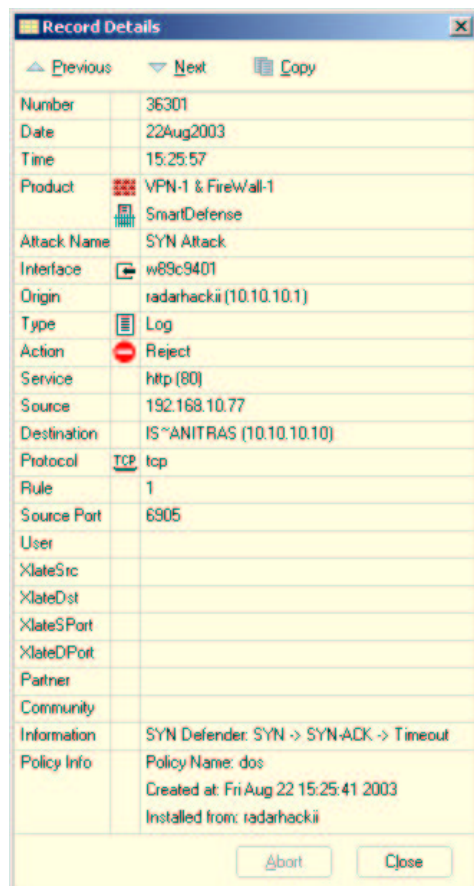 Record Details
Previous Next Copy
Number 36301
Date 22Aug2003
Time 15:25:57
Product VPN-1 & FireWall-1
SmartDefense
Attack Name SYN Attack
Interface w89c9401
Origin radarhackii (10.10.10.1)
Type Log
Action Reject
Service http (80)
Source 192.168.10.77
Destination IS~ANITRAS (10.10.10.10)
Protocol TCP tcp
Rule 1
Source Port 6905
User
XlateSrc
XlateDst
XlateSPort
XlateDPort
Partner
Community
Information SYN Defender: SYN -> SYN-ACK -> Timeout
Policy Info Policy Name: dos
Created at: Fri Aug 22 15:25:41 2003
Installed from: radarhackii
Abort Close